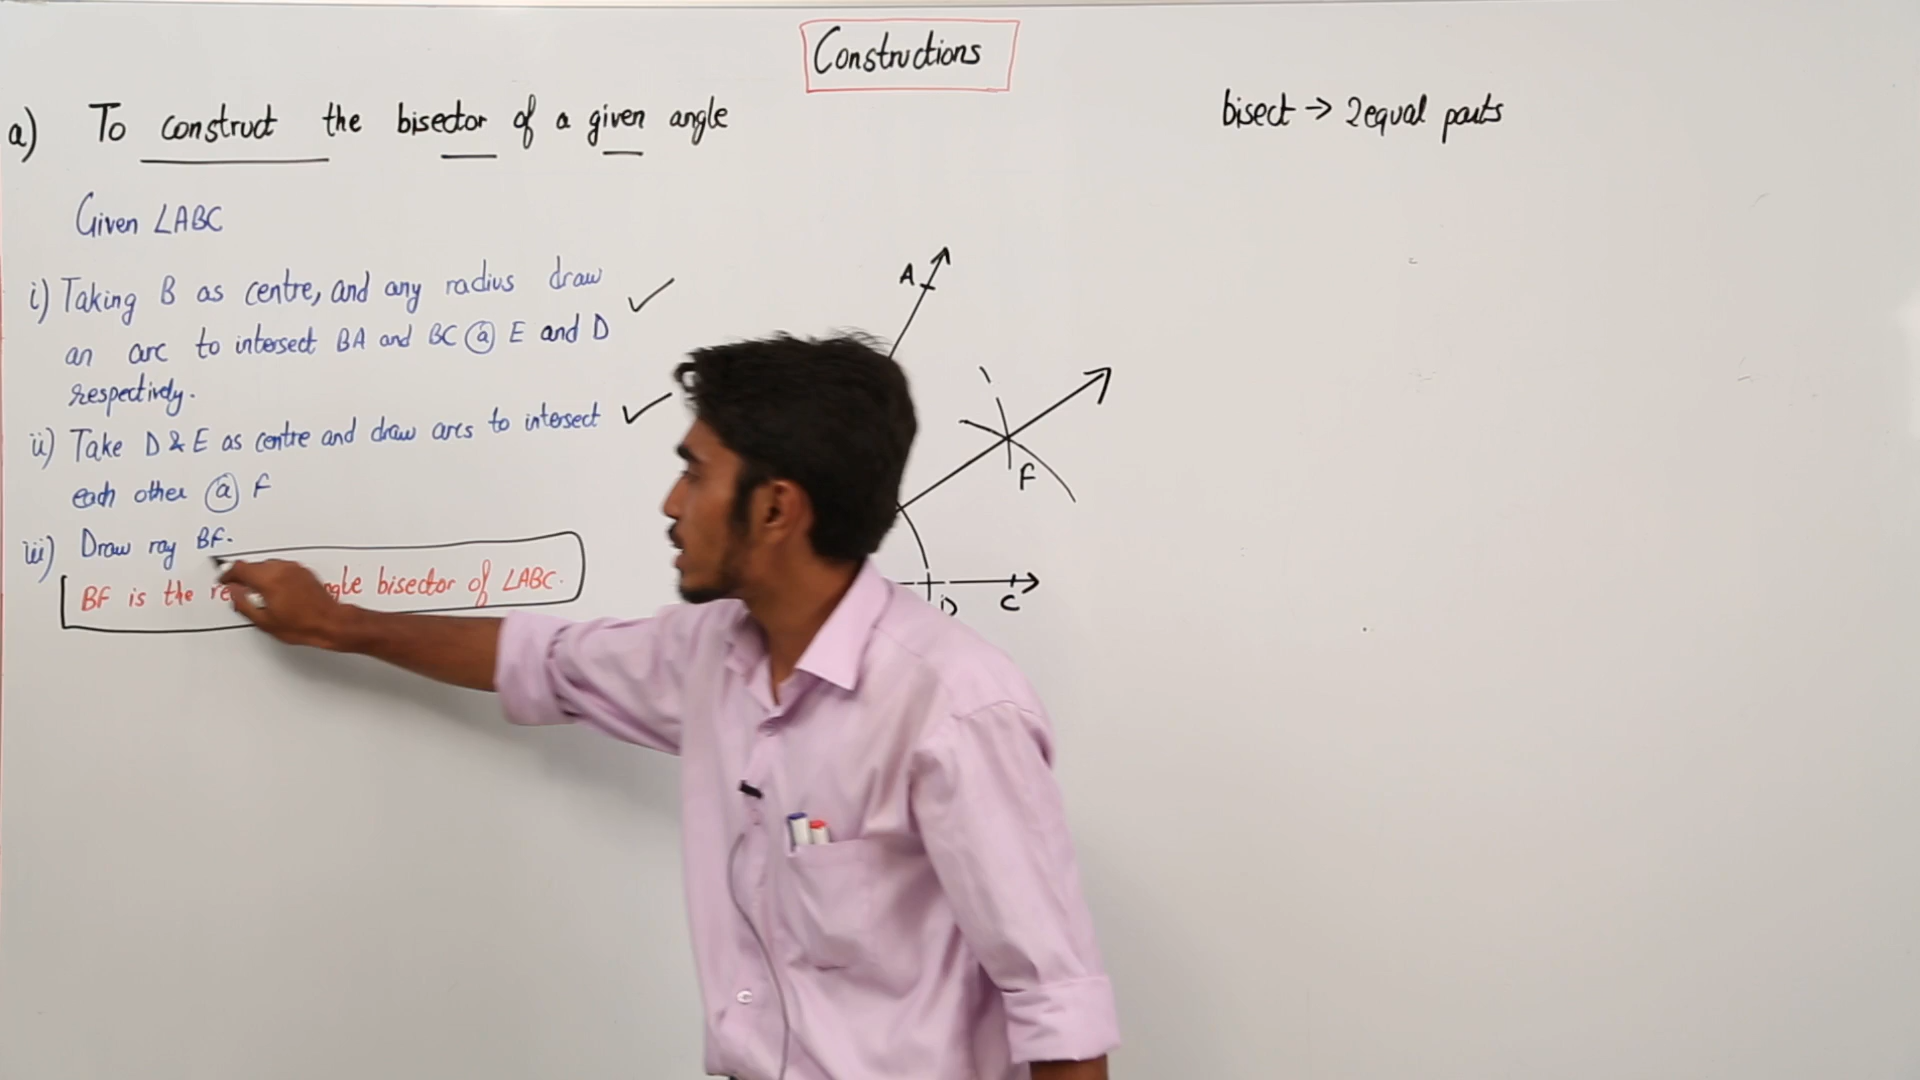 Constructions
a) To construct the bisector of a given angle
bisect → 2 equal parts
Given ∠ABC
i) Taking B as centre, and any radius draw
an arc to intersect BA and BC @ E and D
respectively.
ii) Take D & E as centre and draw arcs to intersect
each other @ F
iii) Draw ray BF.
BF is the bisector of ∠ABC.
A
F
D
C